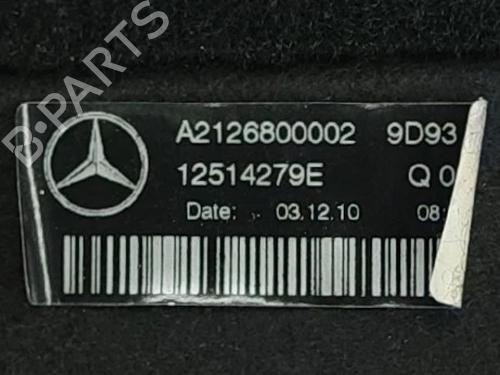 B-PARTS
A2126800002 9D93
12514279E Q 0
Date: 03.12.10 08: